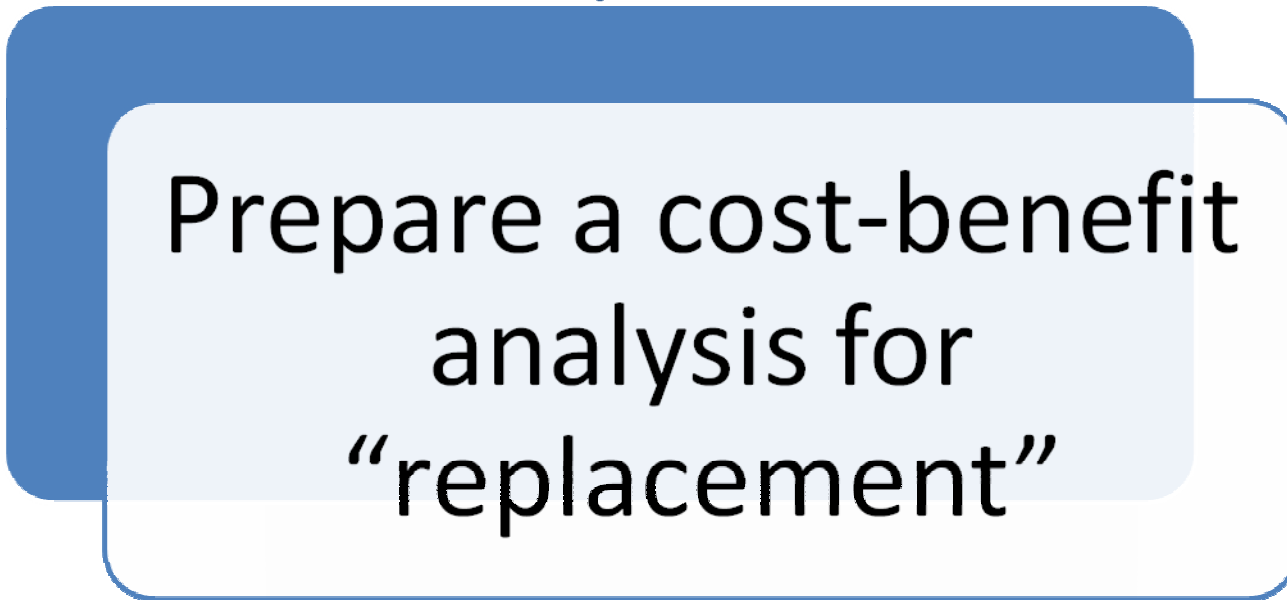 Prepare a cost-benefit
analysis for
“replacement”